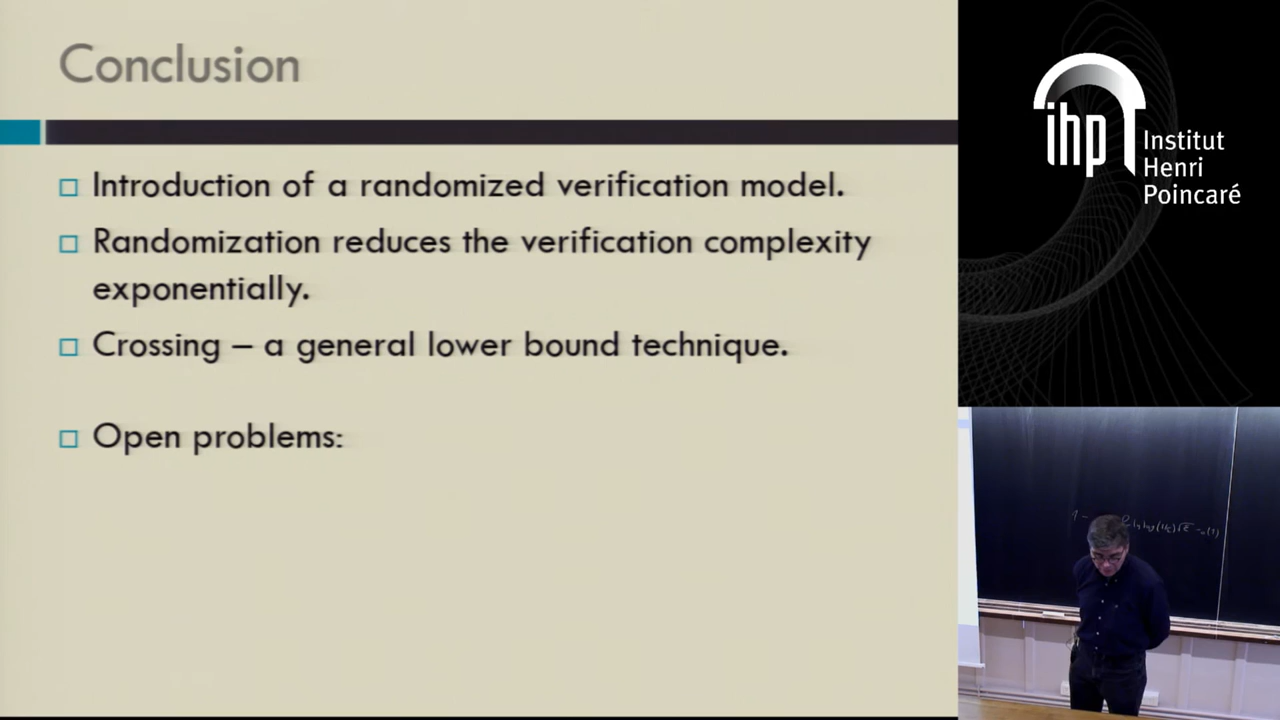 Conclusion
Introduction of a randomized verification model.
Randomization reduces the verification complexity
exponentially.
Crossing – a general lower bound technique.
Open problems:
ihp Institut
Henri
Poincaré